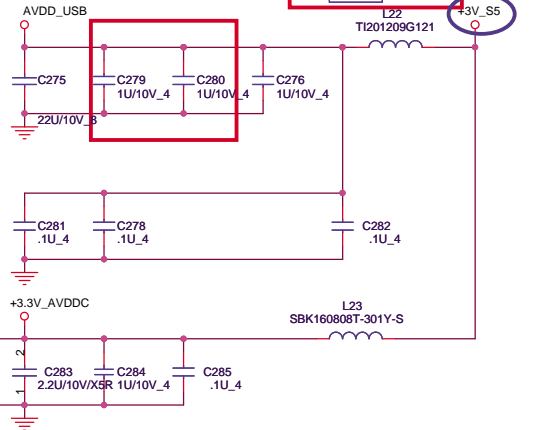 AVDD_USB
L22
TI201209G121
+3V_S5
C275
22U/10V_8
C279
1U/10V_4
C280
1U/10V_4
C276
1U/10V_4
C281
.1U_4
C278
.1U_4
C282
.1U_4
+3.3V_AVDDC
L23
SBK160808T-301Y-S
2
1
C283
2.2U/10V/X5R
C284
1U/10V_4
C285
.1U_4